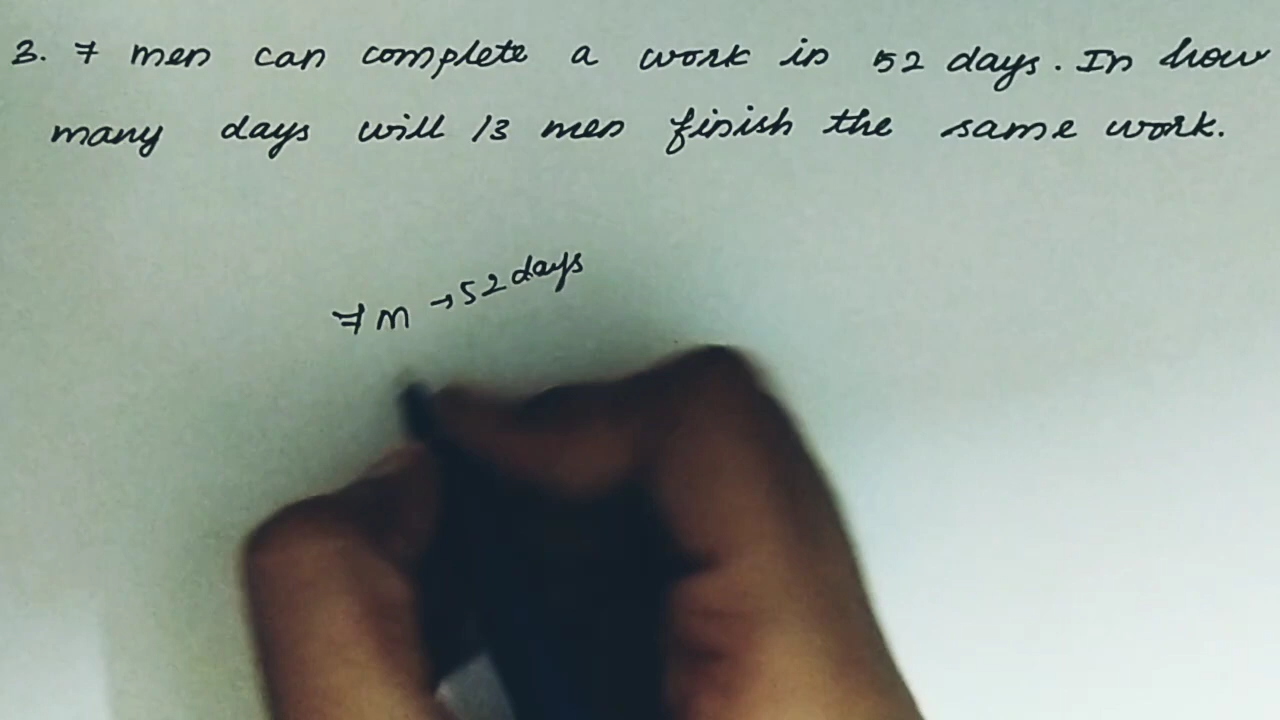 3. 7 men can complete a work in 52 days. In how
many days will 13 men finish the same work.
7 m → 52 days